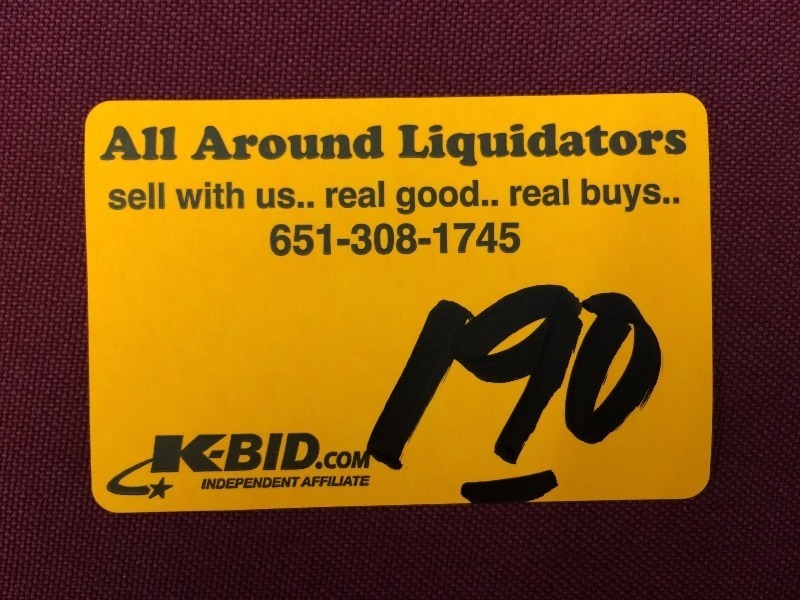 All Around Liquidators
sell with us.. real good.. real buys..
651-308-1745
190
K-BID.COM
INDEPENDENT AFFILIATE